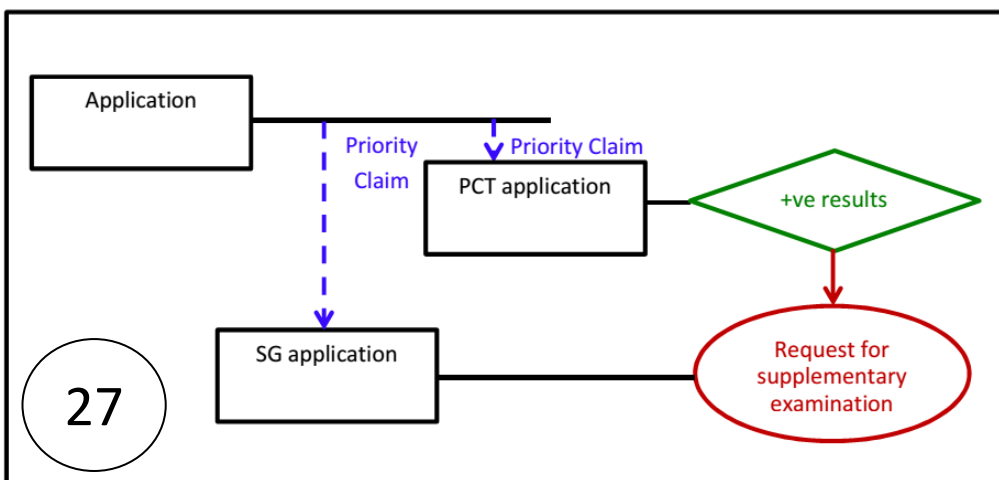 Application
Priority
Claim
Priority Claim
PCT application
+ve results
SG application
Request for
supplementary
examination
27